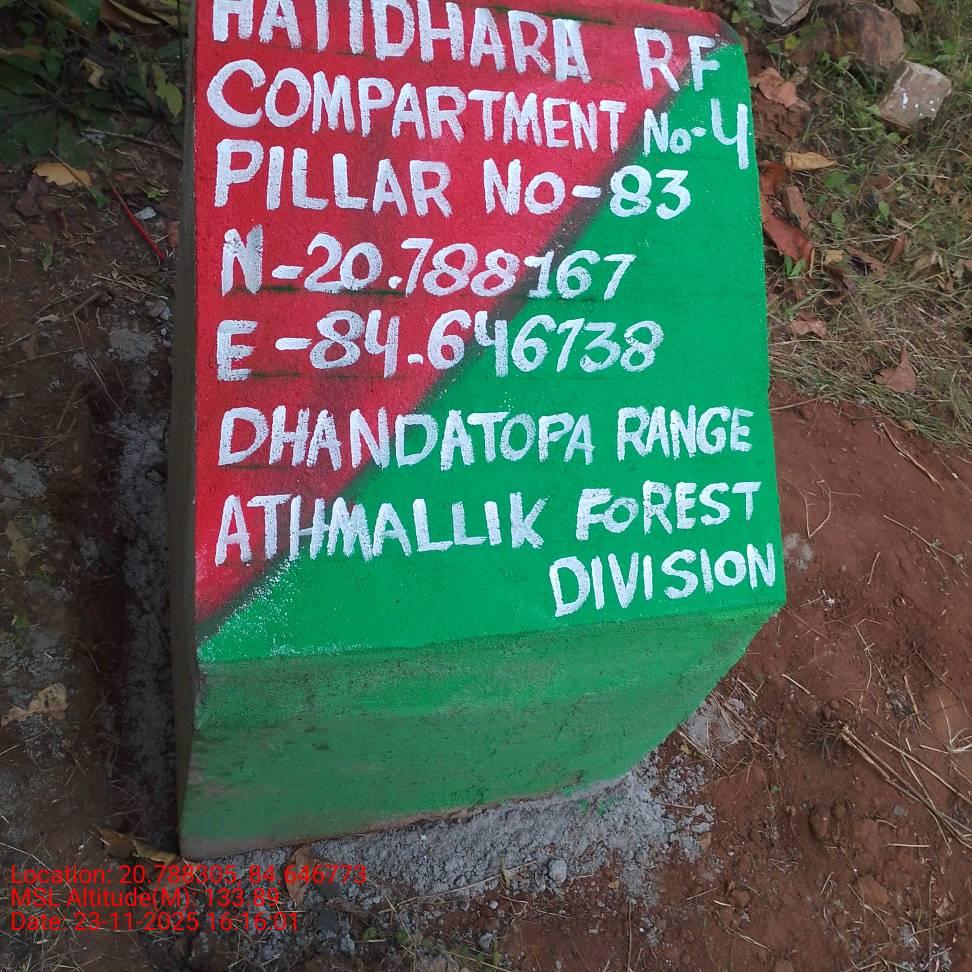 HATIDHARA RF
COMPARTMENT No-4
PILLAR No-83
N-20.788167
E-84.646138
DHANDATOPA RANGE
ATHMALLIK FOREST
DIVISION
Location: 20.788305, 84.646773
MSL Altitude(M): 133.89
Date: 23-11-2025 16:16:01